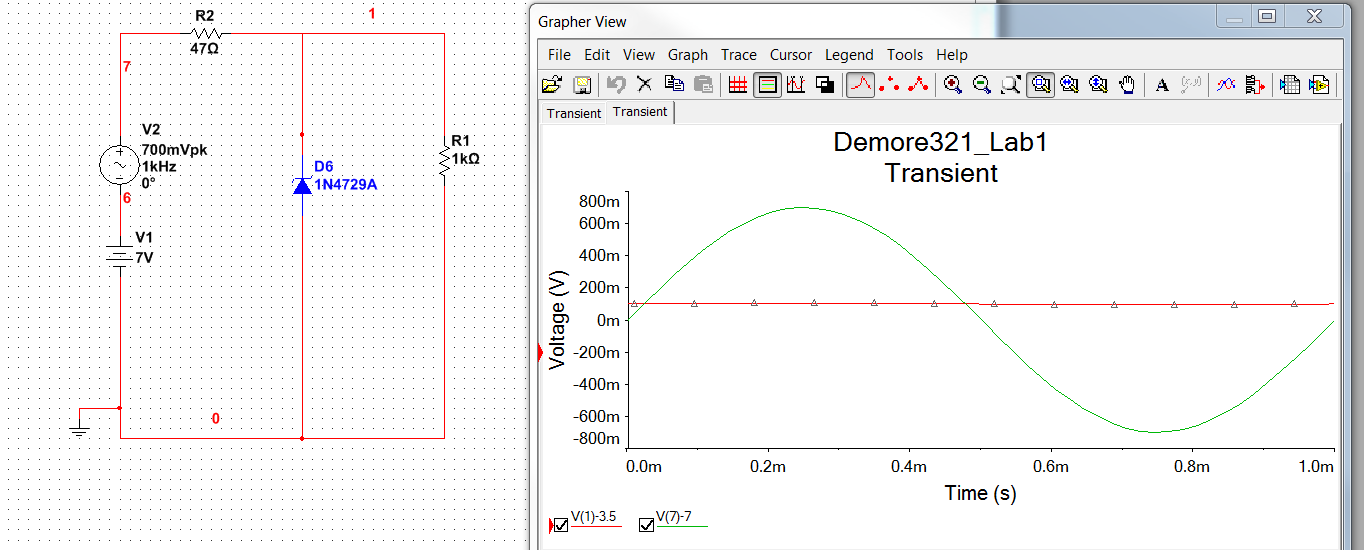 R2
47Ω
1
7
V2
700mVpk
1kHz
0°
6
V1
7V
D6
1N4729A
R1
1kΩ
0
Grapher View
File Edit View Graph Trace Cursor Legend Tools Help
A
Transient Transient
Demore321_Lab1
Transient
800m
600m
400m
200m
0m
-200m
-400m
-600m
-800m
Voltage (V)
0.0m 0.2m 0.4m 0.6m 0.8m 1.0m
Time (s)
V(1)-3.5 V(7)-7